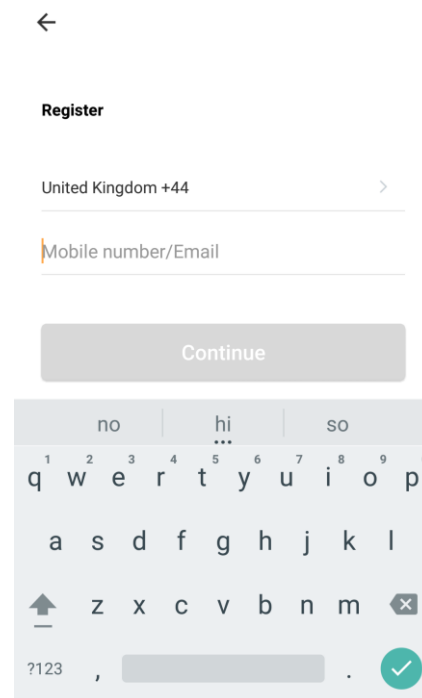 Register
United Kingdom +44
Mobile number/Email
Continue
no hi so
1 2 3 4 5 6 7 8 9
q w e r t y u i o p
a s d f g h j k l
z x c v b n m
?123 , .